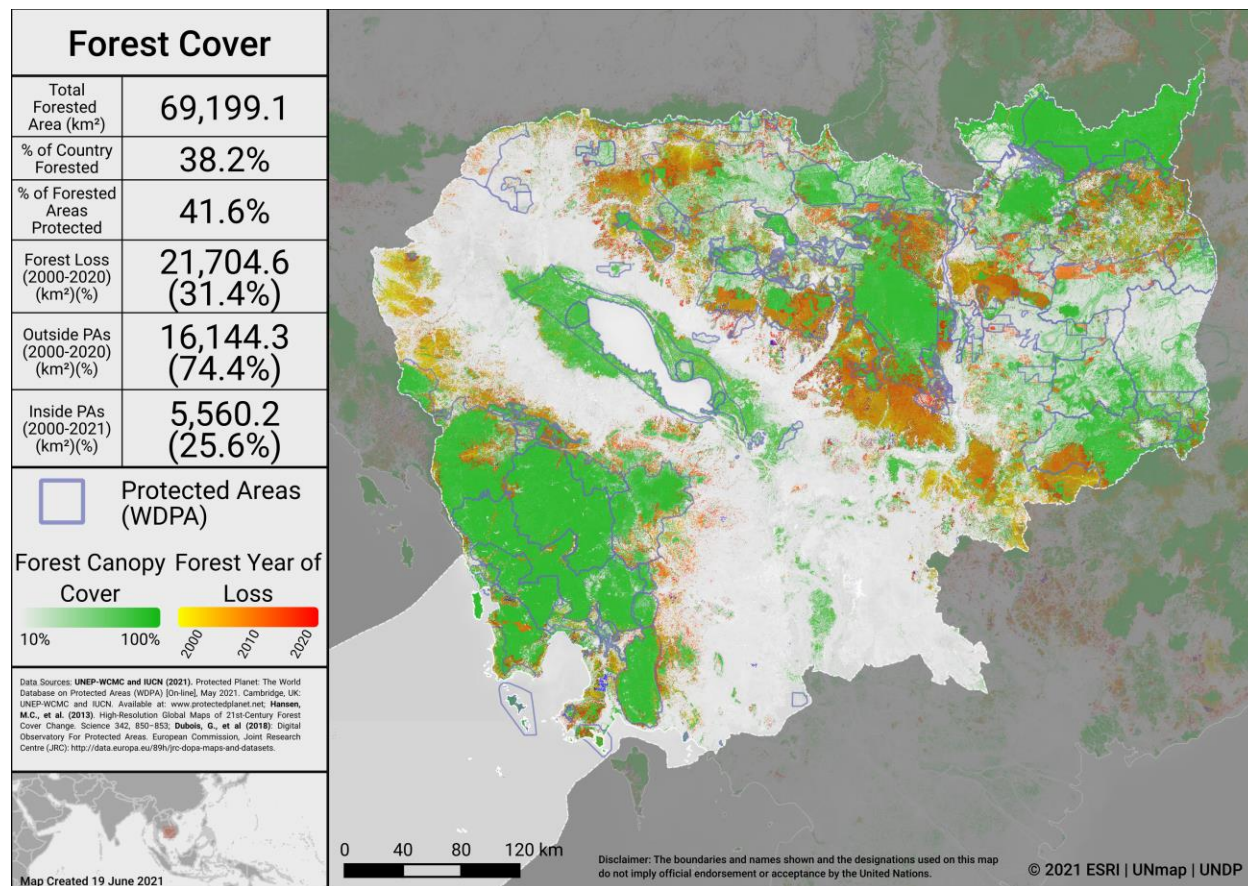 Forest Cover
Total
Forested
Area (km²)
69,199.1
% of Country
Forested
38.2%
% of Forested
Areas
Protected
41.6%
Forest Loss
(2000-2020)
(km²)(%)
21,704.6
(31.4%)
Outside PAs
(2000-2020)
(km²)(%)
16,144.3
(74.4%)
Inside PAs
(2000-2021)
(km²)(%)
5,560.2
(25.6%)
Protected Areas
(WDPA)
Forest Canopy
Cover
10% 100%
Forest Year of
Loss
2000 2010 2020
Data Sources: UNEP-WCMC and IUCN (2021). Protected Planet: The World
Database on Protected Areas (WDPA) [On-line], May 2021. Cambridge, UK:
UNEP-WCMC and IUCN. Available at: www.protectedplanet.net; Hansen,
M.C., et al. (2013). High-Resolution Global Maps of 21st-Century Forest
Cover Change. Science 342, 850–853; Dubois, G., et al (2018): Digital
Observatory For Protected Areas. European Commission, Joint Research
Centre (JRC): http://data.europa.eu/89h/jrc-dopa-maps-and-datasets.
Map Created 19 June 2021
0 40 80 120 km
Disclaimer: The boundaries and names shown and the designations used on this map
do not imply official endorsement or acceptance by the United Nations.
© 2021 ESRI | UNmap | UNDP